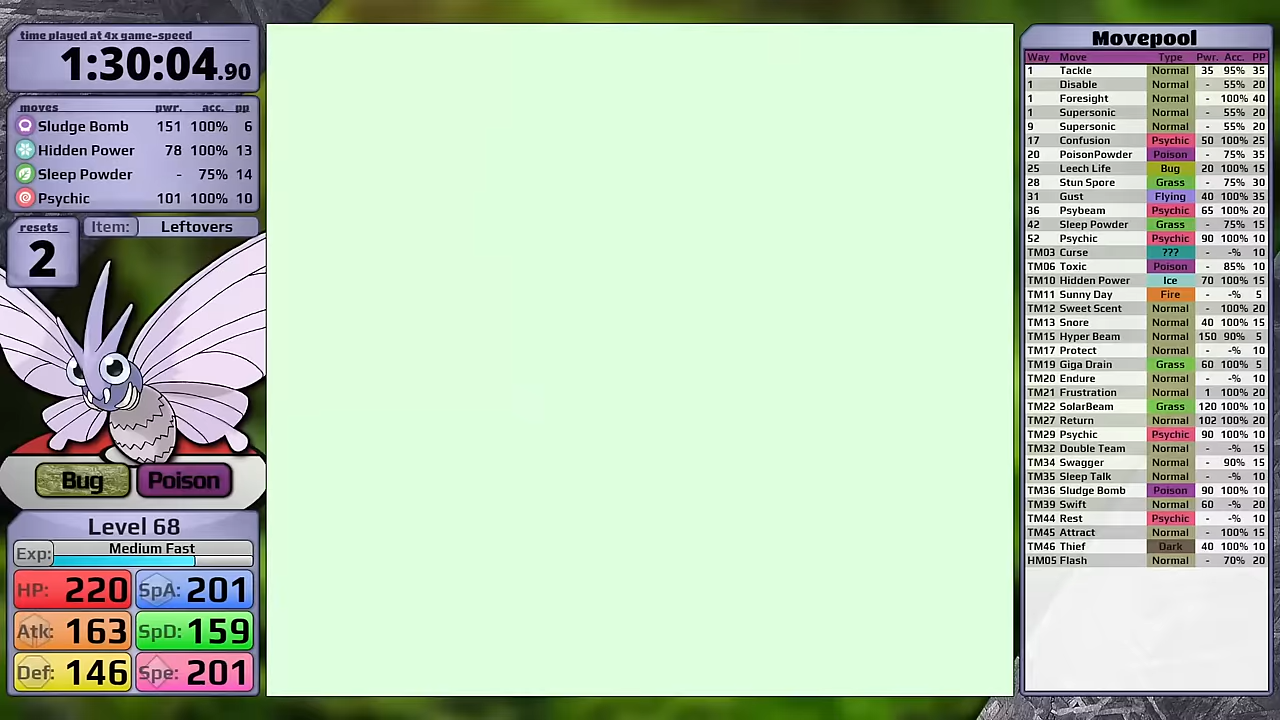 time played at 4x game-speed
1:30:04.90
moves pwr. acc. pp
Sludge Bomb 151 100% 6
Hidden Power 78 100% 13
Sleep Powder - 75% 14
Psychic 101 100% 10
resets
2
Item: Leftovers
Bug Poison
Level 68
Exp: Medium Fast
HP: 220 SpA: 201
Atk: 163 SpD: 159
Def: 146 Spe: 201
Movepool
Way Move Type Pwr. Acc. PP
1 Tackle Normal 35 95% 35
1 Disable Normal - 55% 20
1 Foresight Normal - 100% 40
1 Supersonic Normal - 55% 20
9 Supersonic Normal - 55% 20
17 Confusion Psychic 50 100% 25
20 PoisonPowder Poison - 75% 35
25 Leech Life Bug 20 100% 15
28 Stun Spore Grass - 75% 30
31 Gust Flying 40 100% 35
36 Psybeam Psychic 65 100% 20
42 Sleep Powder Grass - 75% 15
52 Psychic Psychic 90 100% 10
TM03 Curse ??? - -% 10
TM06 Toxic Poison - 85% 10
TM10 Hidden Power Ice 70 100% 15
TM11 Sunny Day Fire - -% 5
TM12 Sweet Scent Normal - 100% 20
TM13 Snore Normal 40 100% 15
TM15 Hyper Beam Normal 150 90% 5
TM17 Protect Normal - -% 10
TM19 Giga Drain Grass 60 100% 5
TM20 Endure Normal - -% 10
TM21 Frustration Normal 1 100% 20
TM22 SolarBeam Grass 120 100% 10
TM27 Return Normal 102 100% 20
TM29 Psychic Psychic 90 100% 10
TM32 Double Team Normal - -% 15
TM34 Swagger Normal - 90% 15
TM35 Sleep Talk Normal - -% 10
TM36 Sludge Bomb Poison 90 100% 10
TM39 Swift Normal 60 -% 20
TM44 Rest Psychic - -% 10
TM45 Attract Normal - 100% 15
TM46 Thief Dark 40 100% 10
HM05 Flash Normal - 70% 20